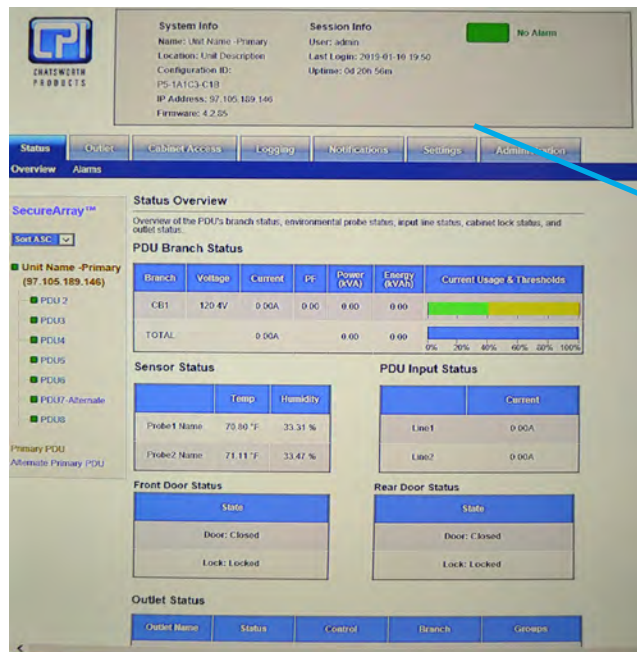 CPI
CHATSWORTH
PRODUCTS
System Info
Name: Unit Name -Primary
Location: Unit Description
Configuration ID:
P5-1A1C3-C10
IP Address: 97.105.189.146
Firmware: 4.2.85
Session Info
User: admin
Last Login: 2019-01-10 19:50
Uptime: 0d 20h 56m
No Alarm
Status Outlet Cabinet Access Logging Notifications Settings Administration
Overview Alarms
SecureArray™
Sort ASC
Unit Name -Primary
(97.105.189.146)
PDU 2
PDU3
PDU4
PDU5
PDU6
PDU7-Alternate
PDU8
Primary PDU
Alternate Primary PDU
Status Overview
Overview of the PDU's branch status, environmental probe status, input line status, cabinet lock status, and
outlet status.
PDU Branch Status
Branch Voltage Current PF Power (kVA) Energy (kVAh) Current Usage & Thresholds
CB1 120.4V 0.00A 0.00 0.00 0.00
TOTAL 0.00A 0.00 0.00
0% 20% 40% 60% 80% 100%
Sensor Status
Temp Humidity
Probe1 Name 70.80 °F 33.31 %
Probe2 Name 71.11 °F 33.47 %
PDU Input Status
Current
Line1 0.00A
Line2 0.00A
Front Door Status
State
Door: Closed
Lock: Locked
Rear Door Status
State
Door: Closed
Lock: Locked
Outlet Status
Outlet Name Status Control Branch Groups